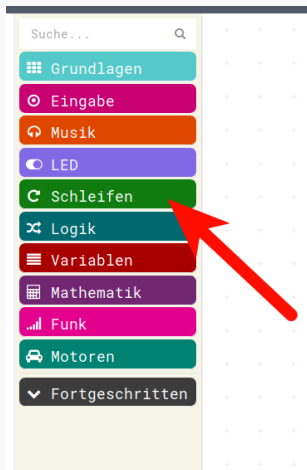 Suche...
Grundlagen
Eingabe
Musik
LED
Schleifen
Logik
Variablen
Mathematik
Funk
Motoren
Fortgeschritten